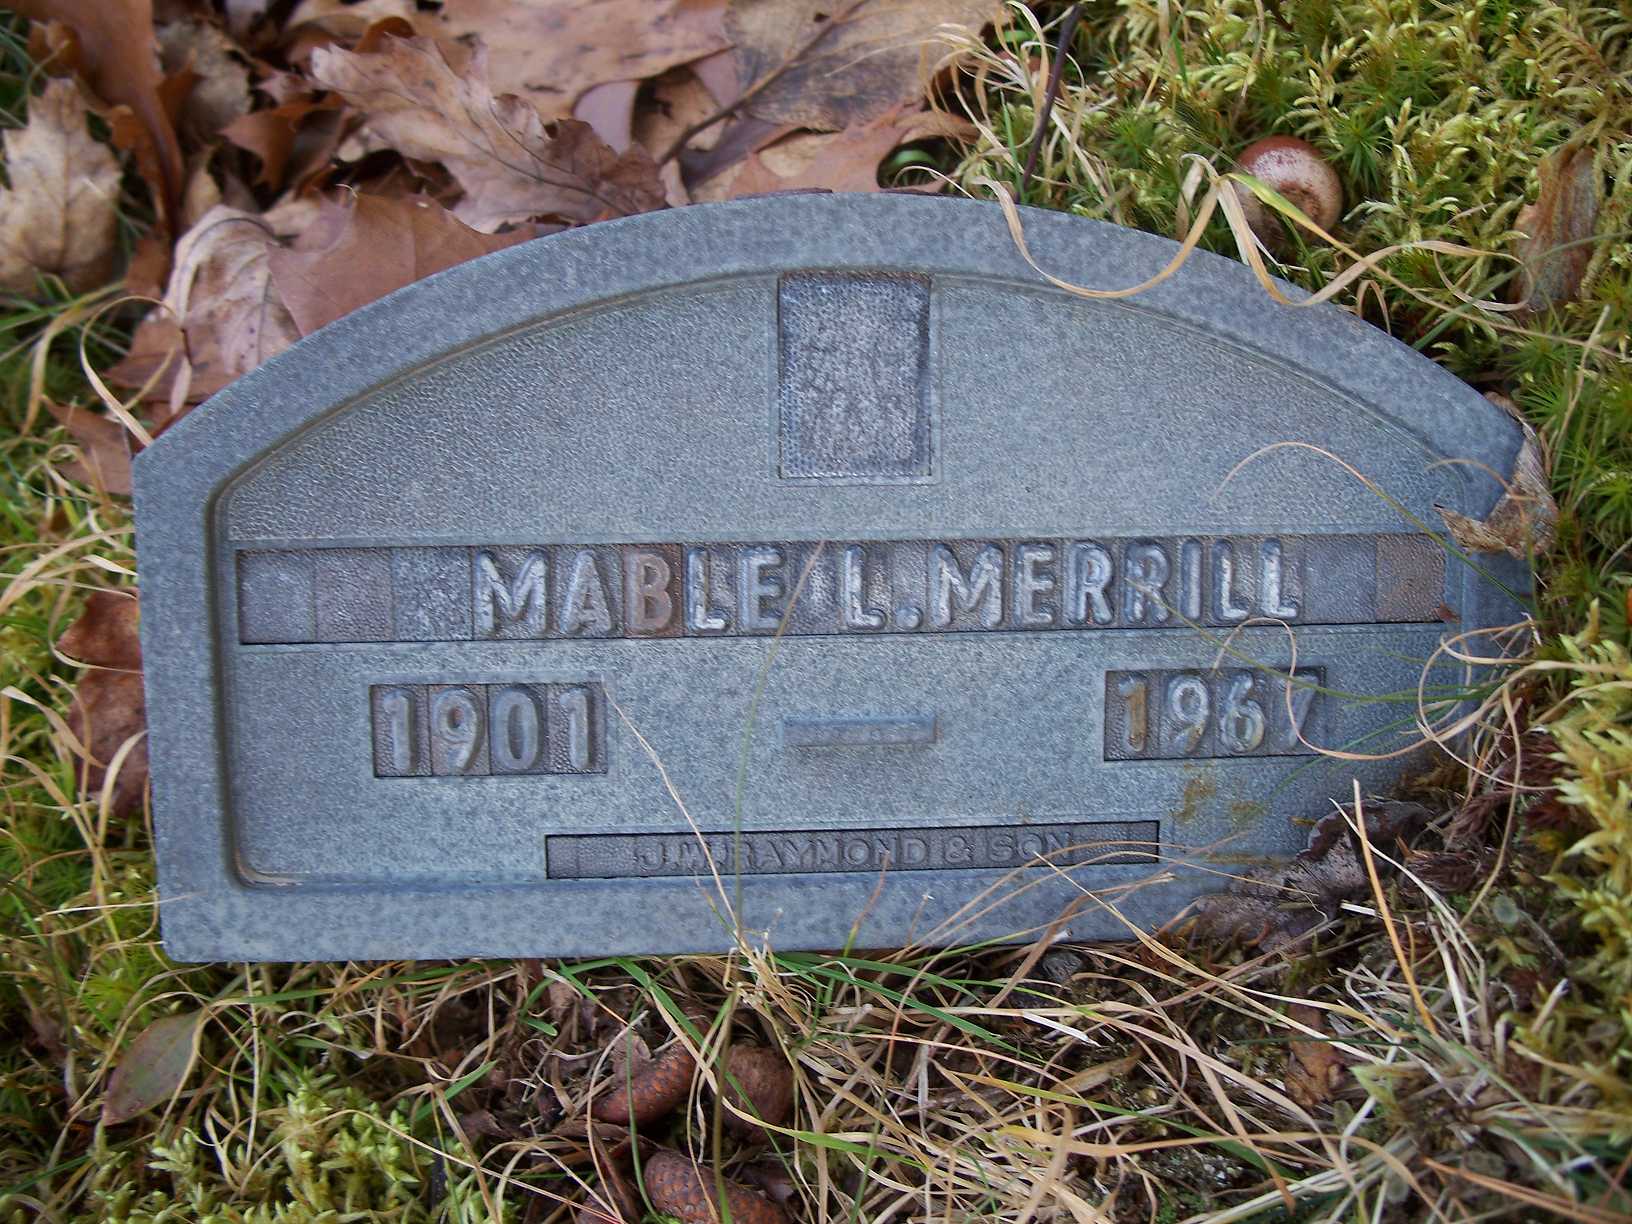 MABLE L. MERRILL
1901 — 1967
J. M. RAYMOND & SON